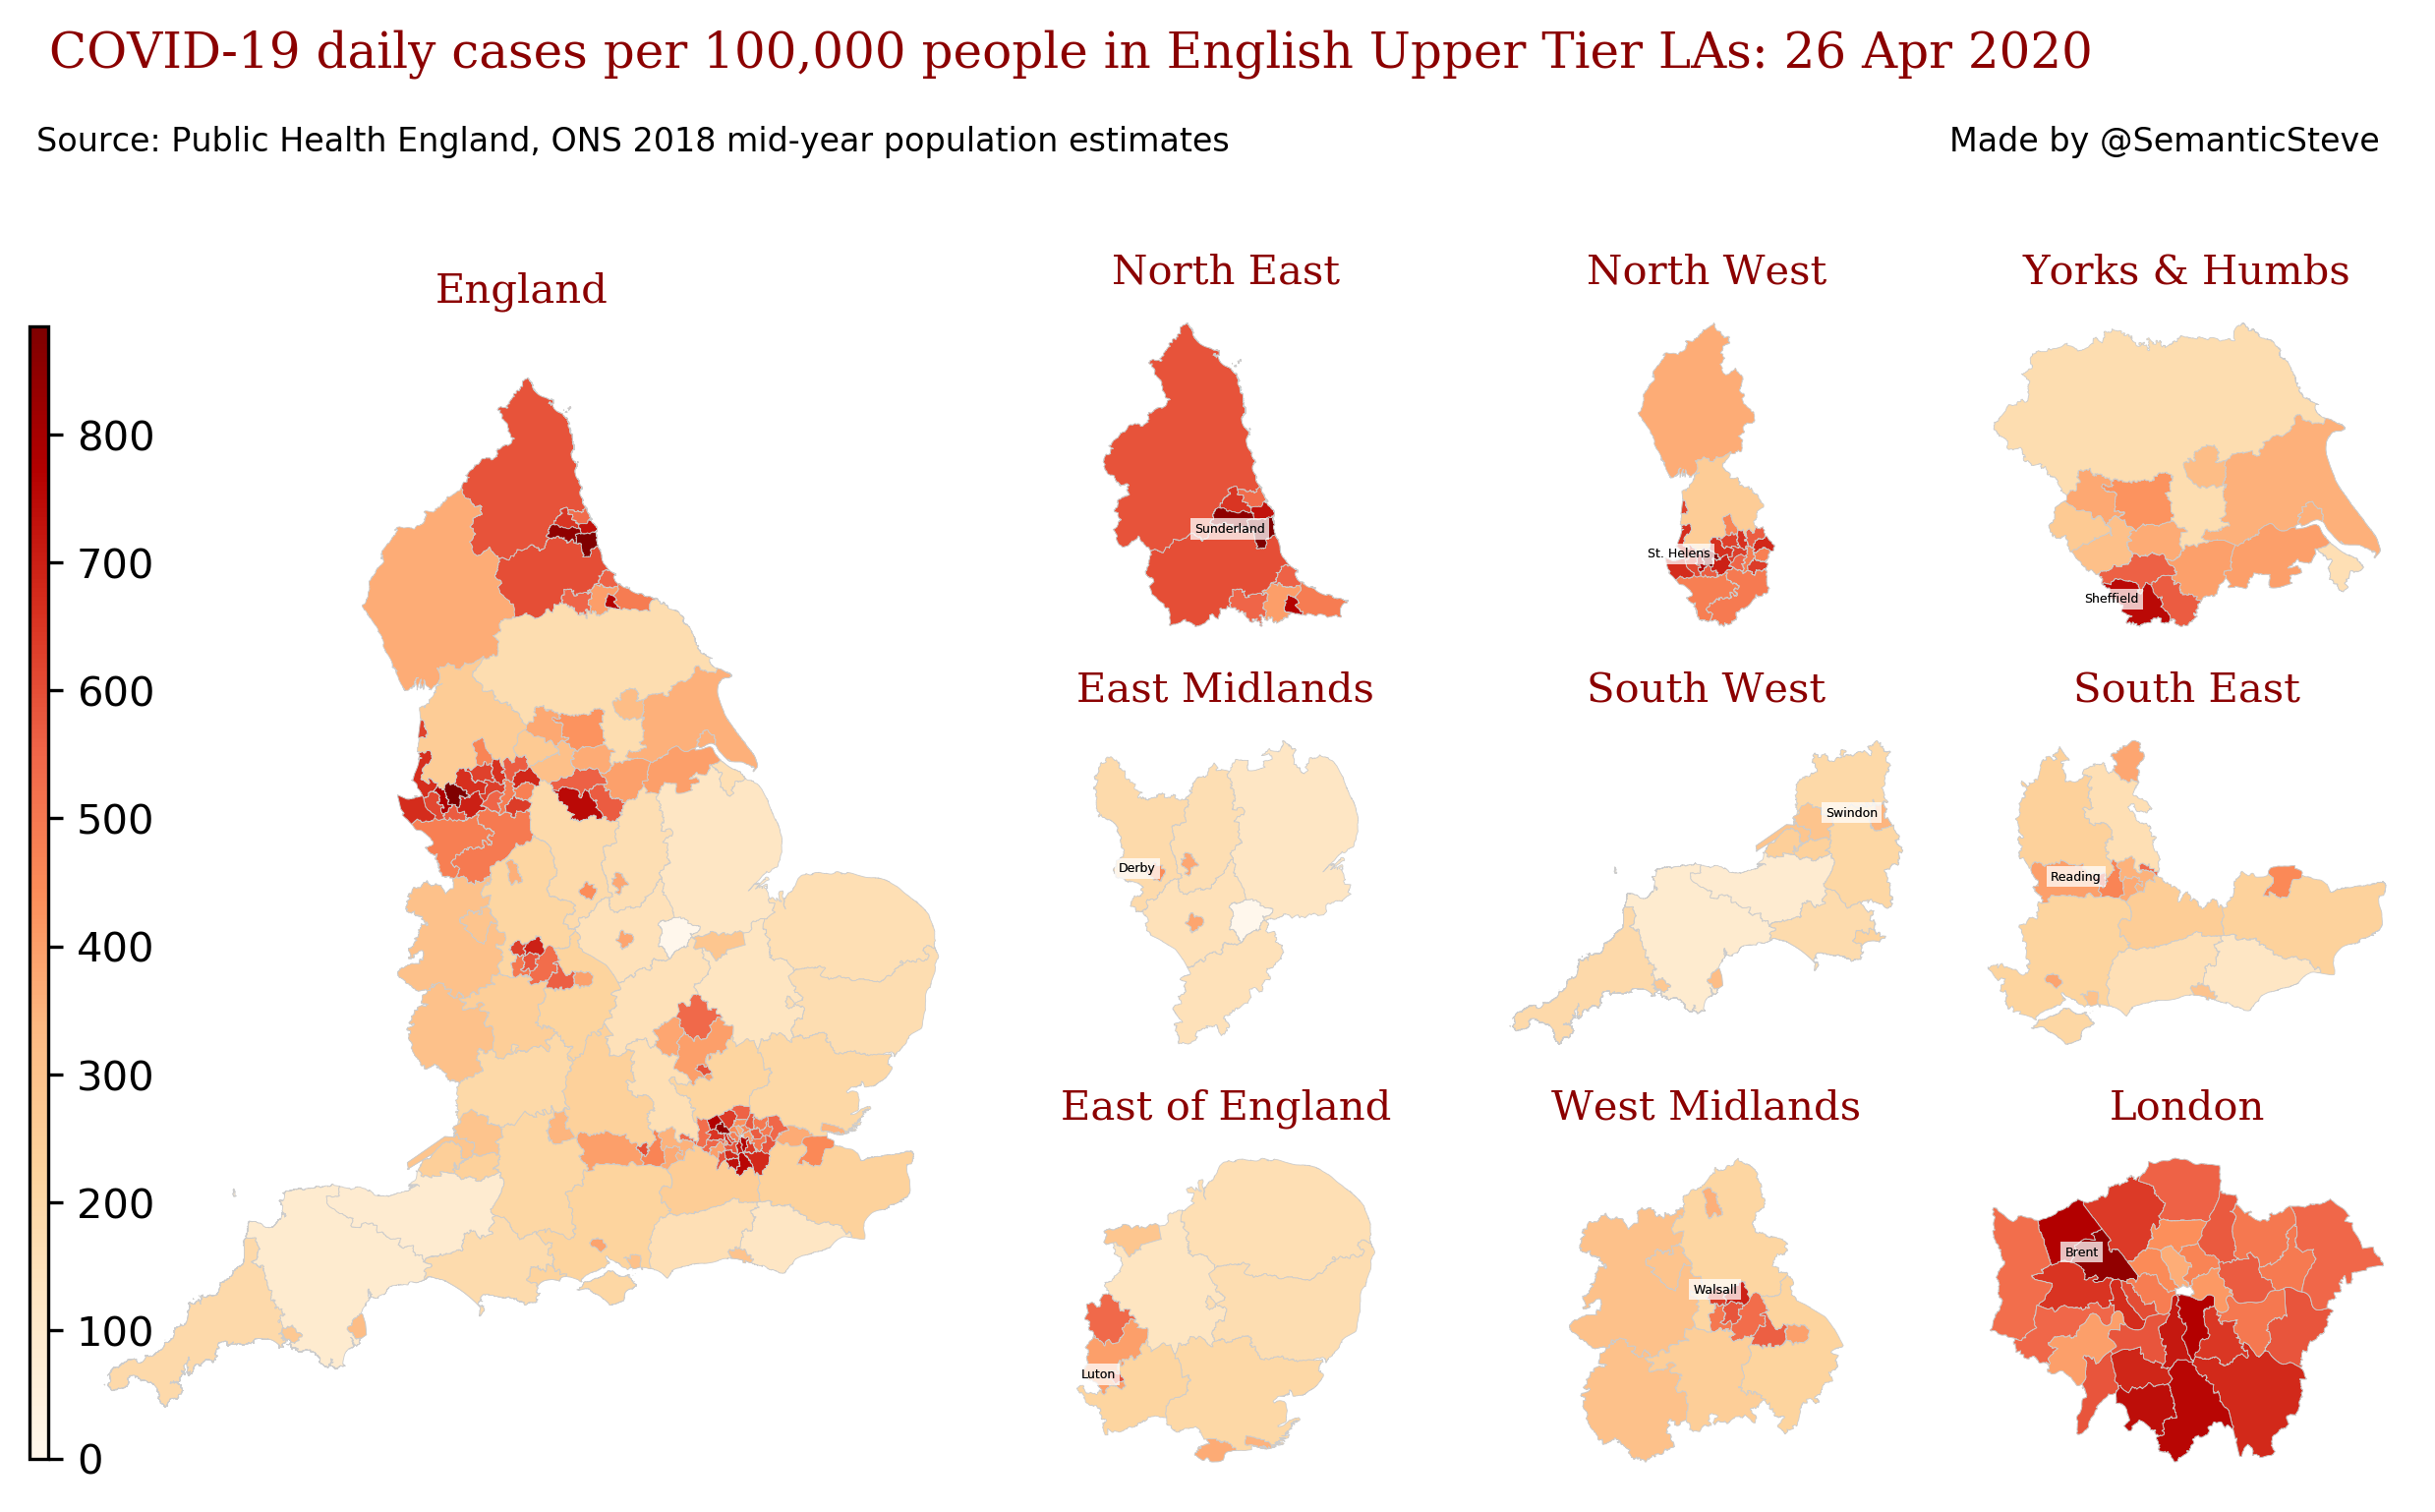 COVID-19 daily cases per 100,000 people in English Upper Tier LAs: 26 Apr 2020
Source: Public Health England, ONS 2018 mid-year population estimates
Made by @SemanticSteve
England
800
700
600
500
400
300
200
100
0
North East
Sunderland
North West
St. Helens
Yorks & Humbs
Sheffield
East Midlands
Derby
South West
Swindon
South East
Reading
East of England
Luton
West Midlands
Walsall
London
Brent